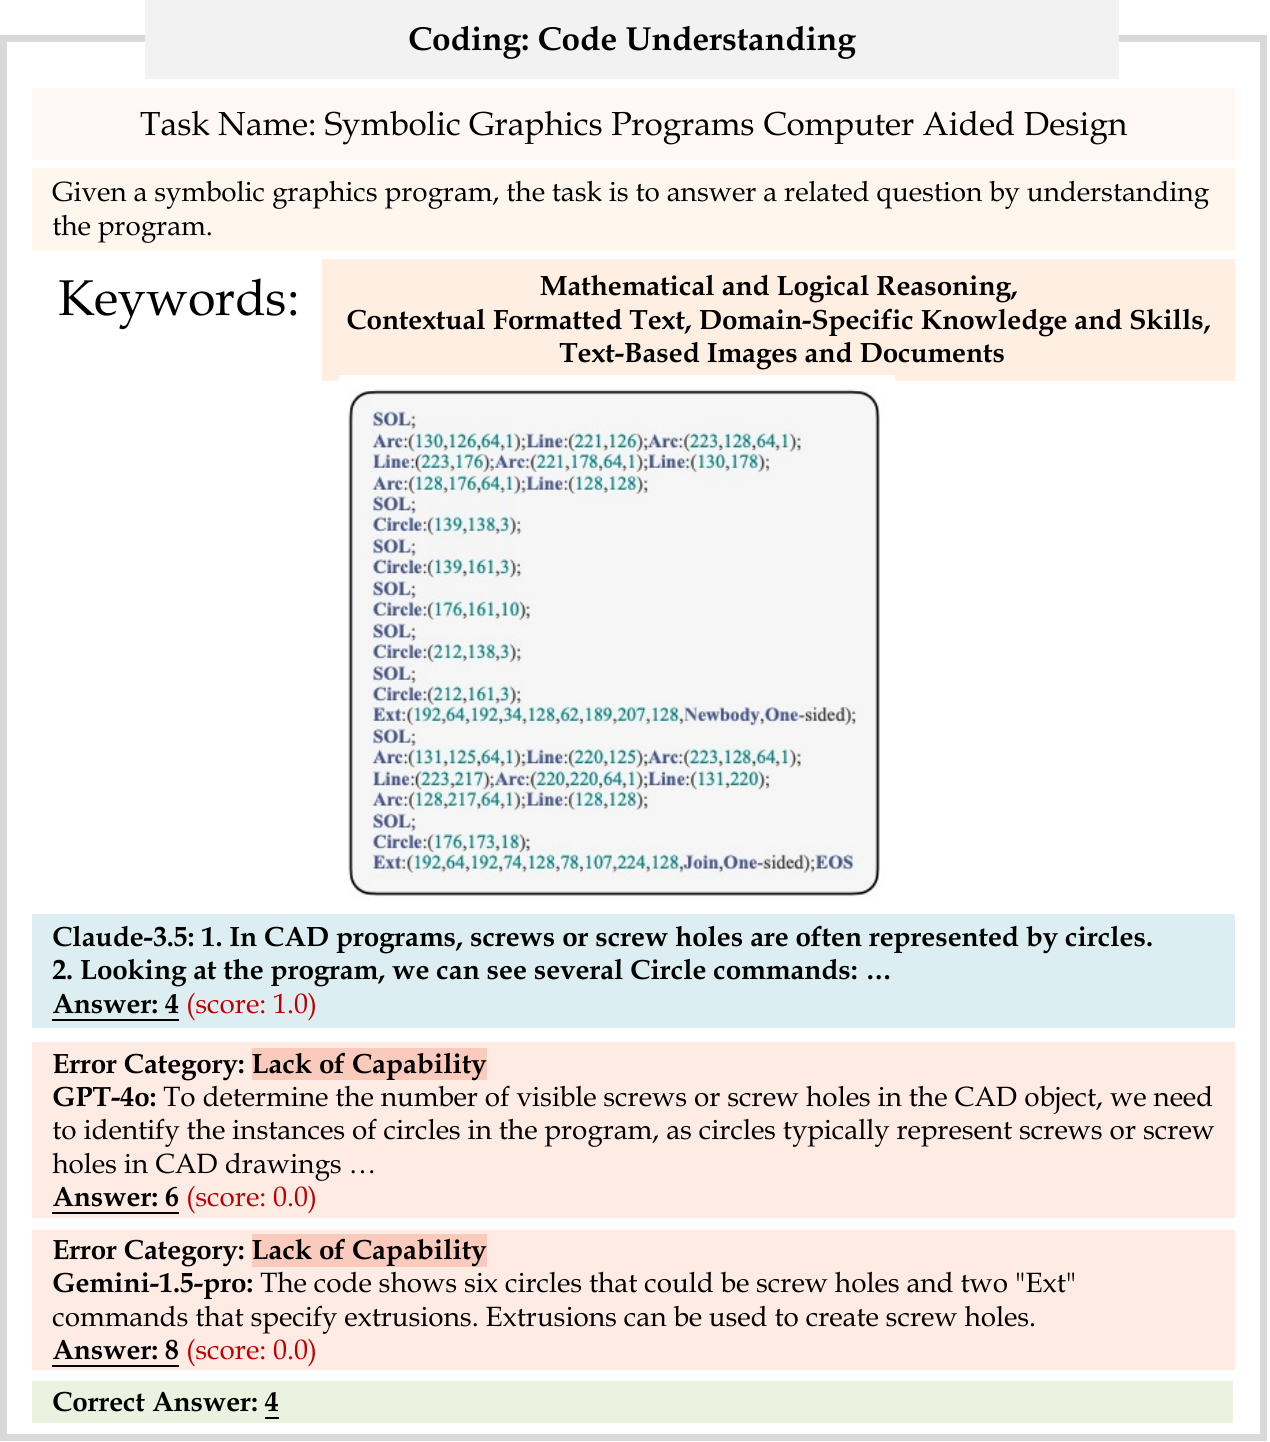 Coding: Code Understanding
Task Name: Symbolic Graphics Programs Computer Aided Design
Given a symbolic graphics program, the task is to answer a related question by understanding
the program.
Keywords:
Mathematical and Logical Reasoning,
Contextual Formatted Text, Domain-Specific Knowledge and Skills,
Text-Based Images and Documents
SOL;
Arc:(130,126,64,1);Line:(221,126);Arc:(223,128,64,1);
Line:(223,176);Arc:(221,178,64,1);Line:(130,178);
Arc:(128,176,64,1);Line:(128,128);
SOL;
Circle:(139,138,3);
SOL;
Circle:(139,161,3);
SOL;
Circle:(176,161,10);
SOL;
Circle:(212,138,3);
SOL;
Circle:(212,161,3);
Ext:(192,64,192,34,128,62,189,207,128,Newbody,One-sided);
SOL;
Arc:(131,125,64,1);Line:(220,125);Arc:(223,128,64,1);
Line:(223,217);Arc:(220,220,64,1);Line:(131,220);
Arc:(128,217,64,1);Line:(128,128);
SOL;
Circle:(176,173,18);
Ext:(192,64,192,74,128,78,107,224,128,Join,One-sided);EOS
Claude-3.5: 1. In CAD programs, screws or screw holes are often represented by circles.
2. Looking at the program, we can see several Circle commands: …
Answer: 4 (score: 1.0)
Error Category: Lack of Capability
GPT-4o: To determine the number of visible screws or screw holes in the CAD object, we need
to identify the instances of circles in the program, as circles typically represent screws or screw
holes in CAD drawings …
Answer: 6 (score: 0.0)
Error Category: Lack of Capability
Gemini-1.5-pro: The code shows six circles that could be screw holes and two "Ext"
commands that specify extrusions. Extrusions can be used to create screw holes.
Answer: 8 (score: 0.0)
Correct Answer: 4